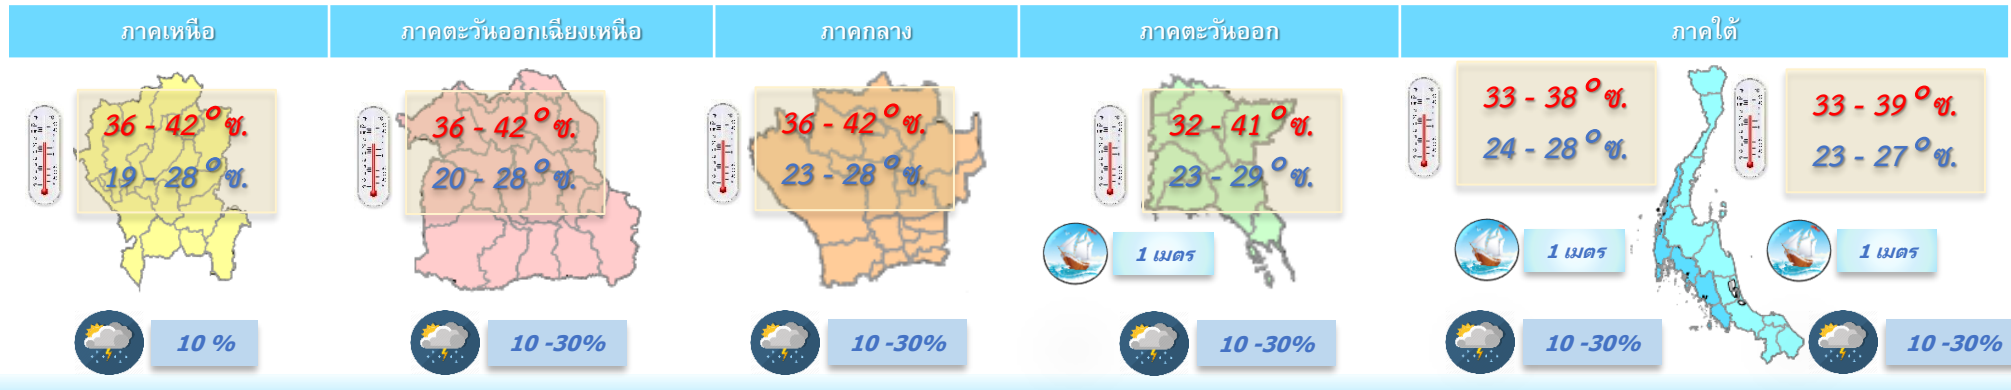 ภาคเหนือ
36 - 42 °ซ.
19 - 28 °ซ.
10 %
ภาคตะวันออกเฉียงเหนือ
36 - 42 °ซ.
20 - 28 °ซ.
10 -30%
ภาคกลาง
36 - 42 °ซ.
23 - 28 °ซ.
10 -30%
ภาคตะวันออก
32 - 41 °ซ.
23 - 29 °ซ.
1 เมตร
10 -30%
ภาคใต้
33 - 38 °ซ.
24 - 28 °ซ.
1 เมตร
10 -30%
33 - 39 °ซ.
23 - 27 °ซ.
1 เมตร
10 -30%